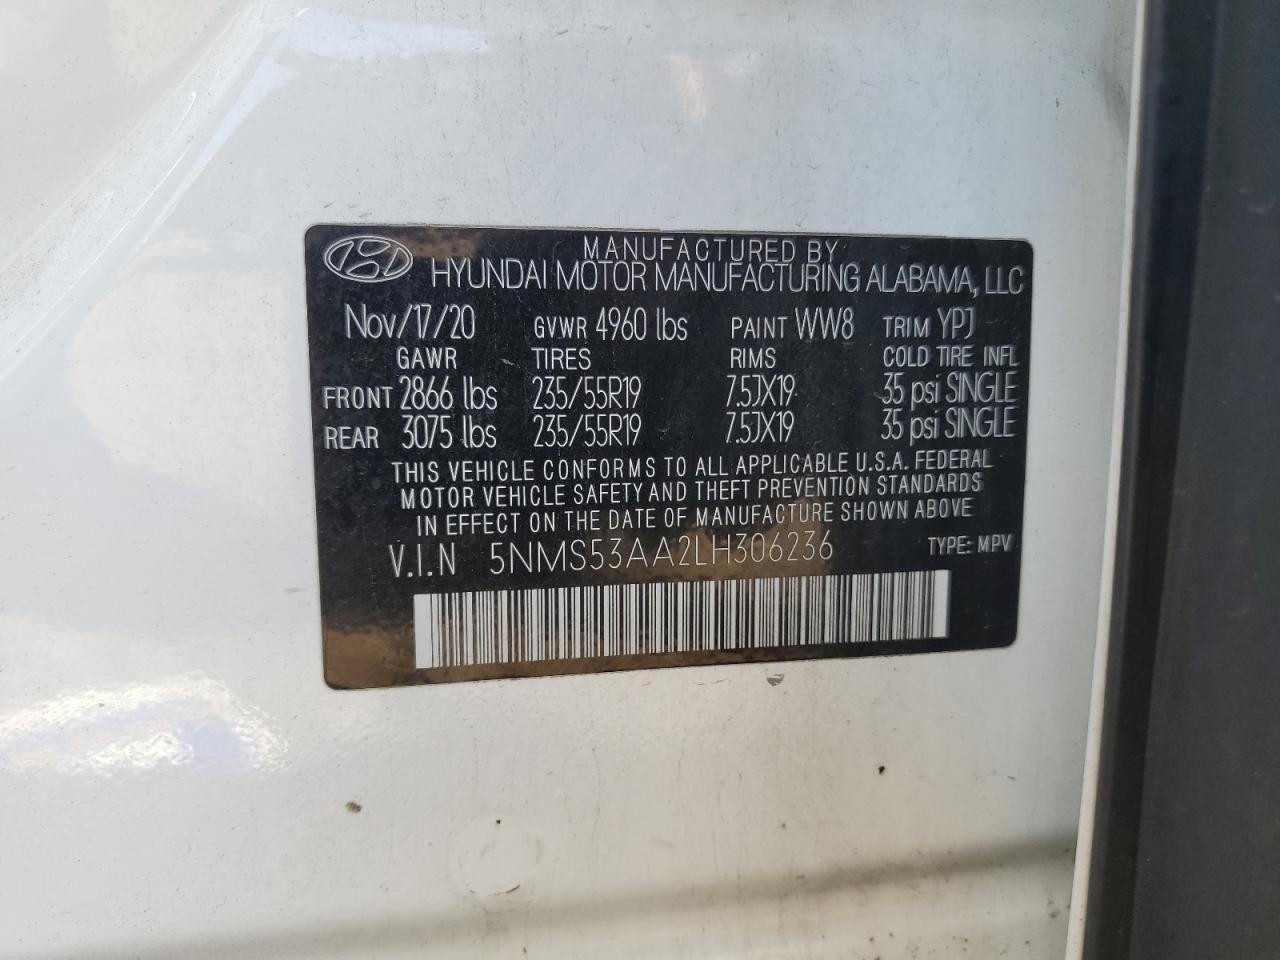 MANUFACTURED BY
HYUNDAI MOTOR MANUFACTURING ALABAMA, LLC
Nov/17/20 GVWR 4960 lbs PAINT WW8 TRIM YPJ
GAWR TIRES RIMS COLD TIRE INFL
FRONT 2866 lbs 235/55R19 7.5JX19 35 psi SINGLE
REAR 3075 lbs 235/55R19 7.5JX19 35 psi SINGLE
THIS VEHICLE CONFORMS TO ALL APPLICABLE U.S.A. FEDERAL
MOTOR VEHICLE SAFETY AND THEFT PREVENTION STANDARDS
IN EFFECT ON THE DATE OF MANUFACTURE SHOWN ABOVE
V.I.N 5NMS53AA2LH306236 TYPE: MPV